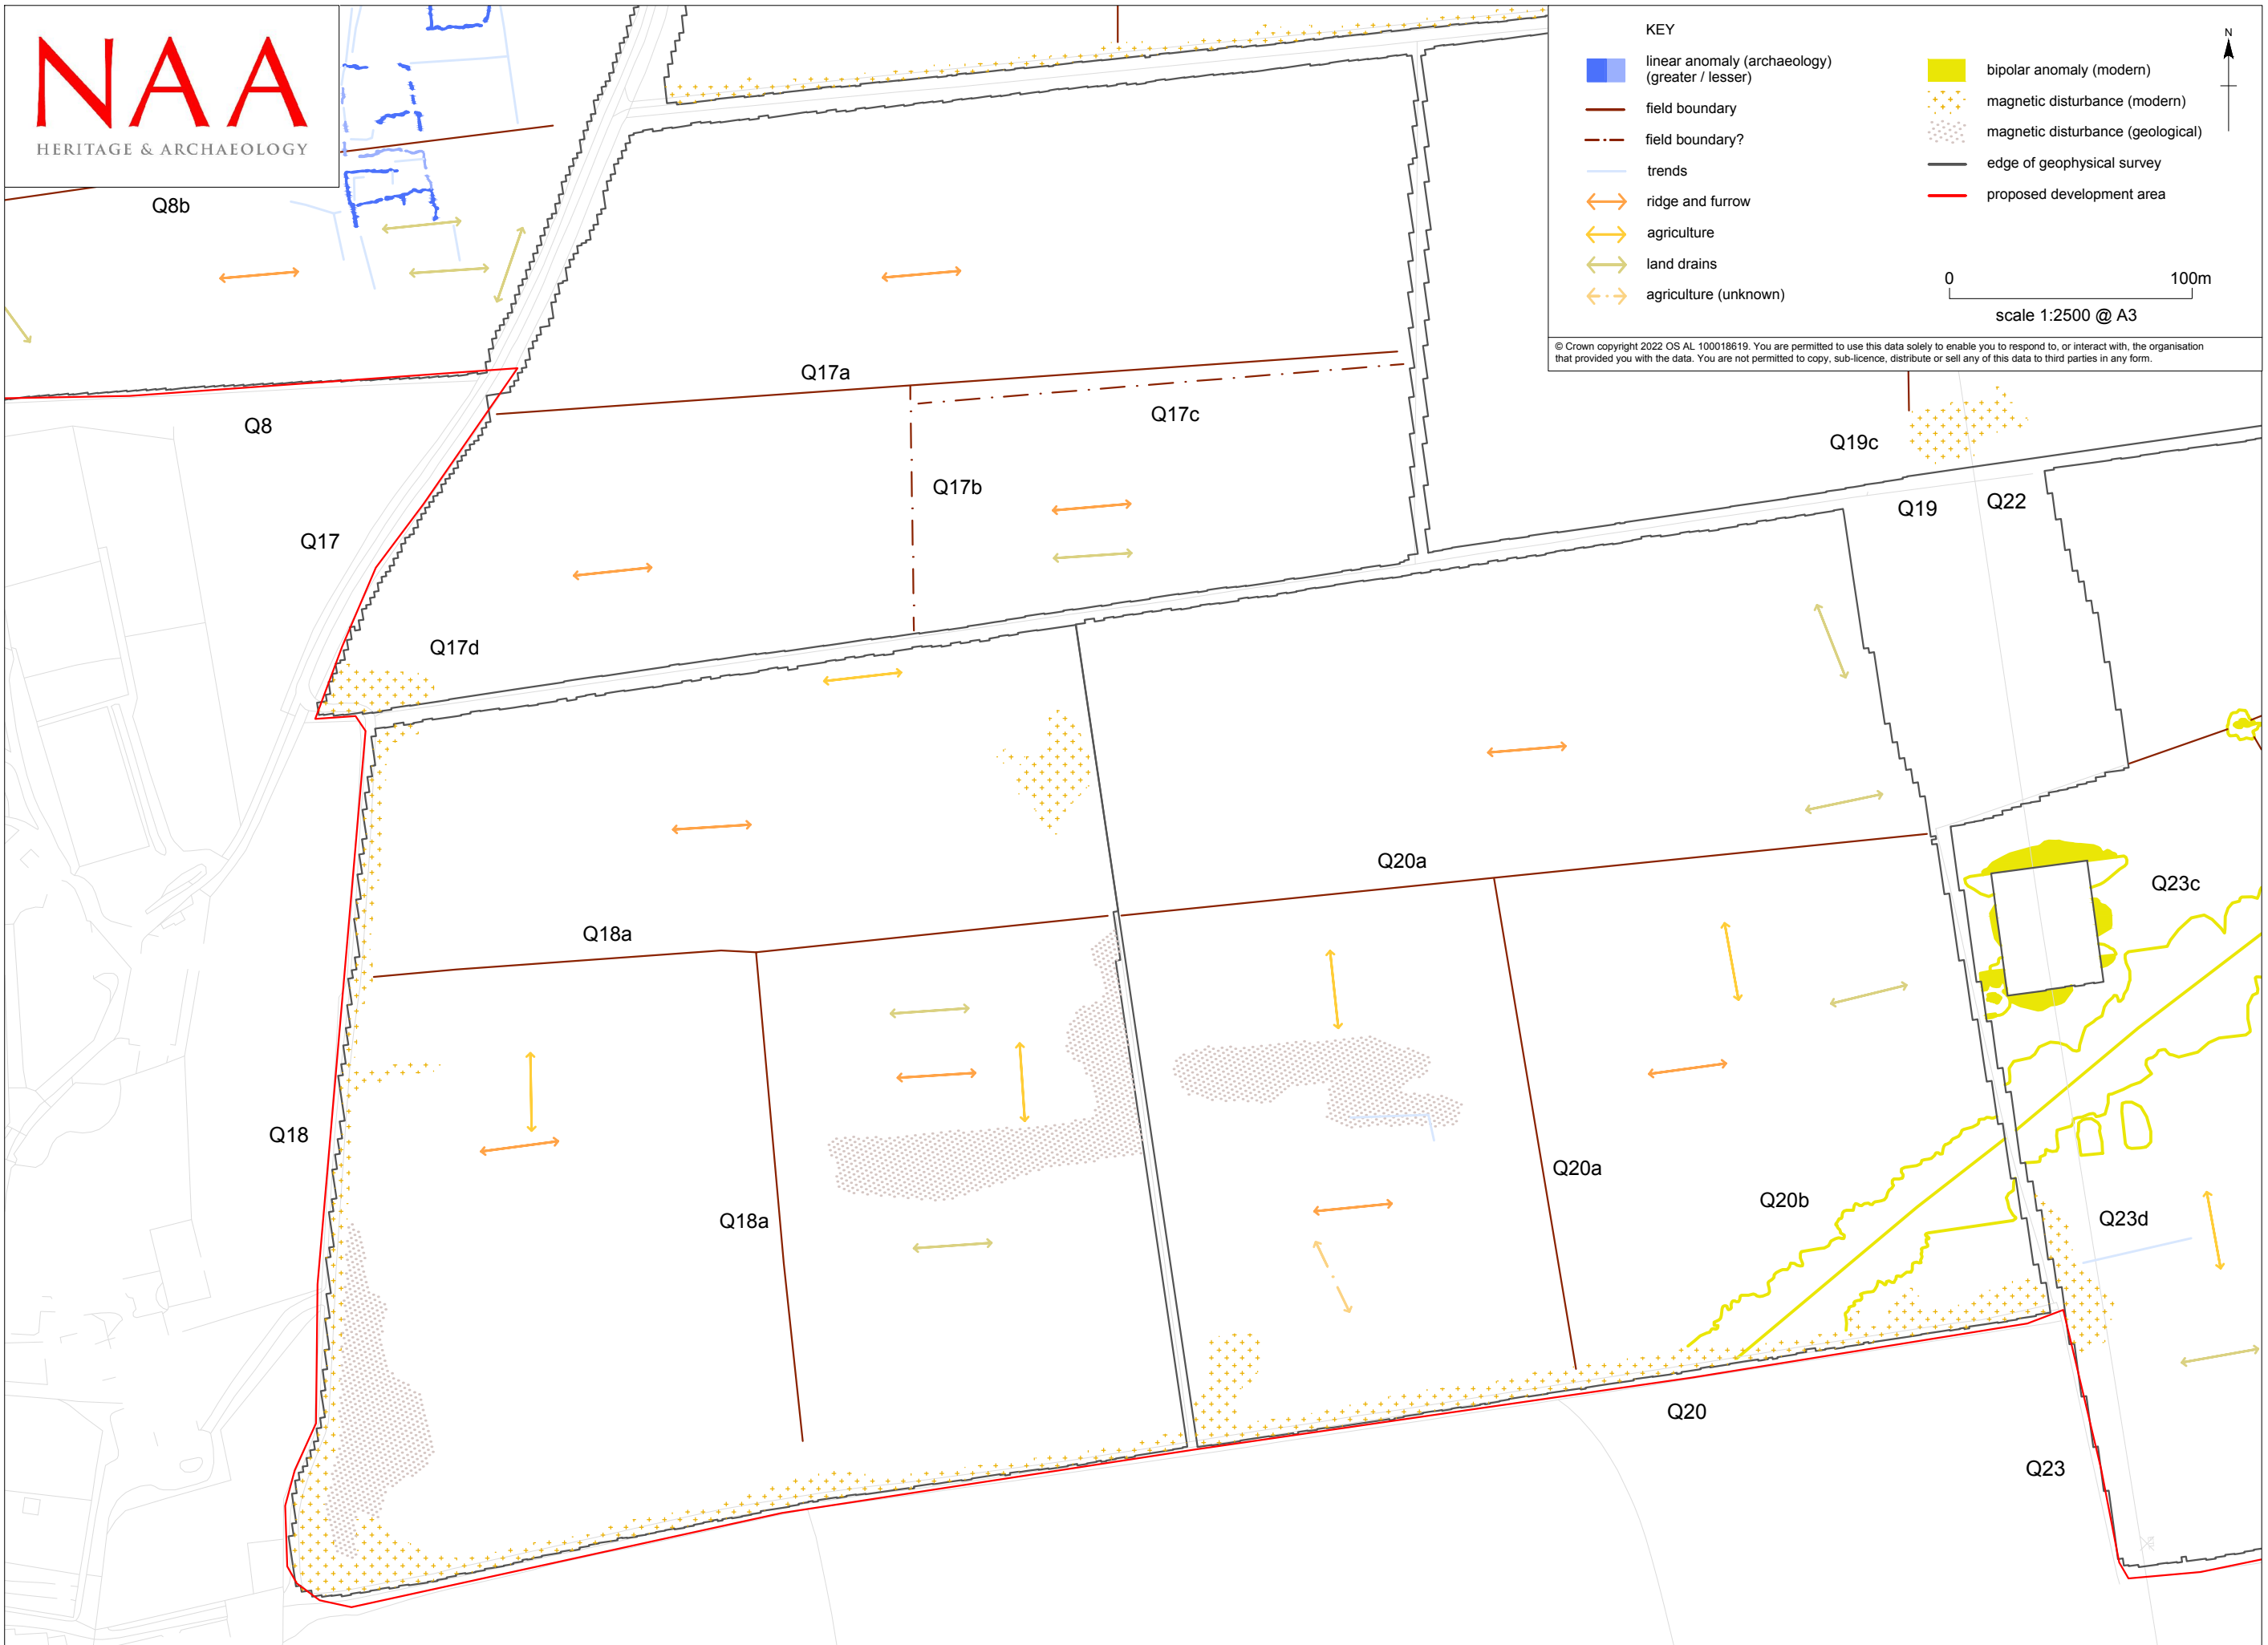 NAA
HERITAGE & ARCHAEOLOGY
KEY
linear anomaly (archaeology)
(greater / lesser)
field boundary
field boundary?
trends
ridge and furrow
agriculture
land drains
agriculture (unknown)
bipolar anomaly (modern)
magnetic disturbance (modern)
magnetic disturbance (geological)
edge of geophysical survey
proposed development area
N
0 100m
scale 1:2500 @ A3
© Crown copyright 2022 OS AL 100018619. You are permitted to use this data solely to enable you to respond to, or interact with, the organisation
that provided you with the data. You are not permitted to copy, sub-licence, distribute or sell any of this data to third parties in any form.
Q8b
Q17a
Q8
Q17c
Q19c
Q17b
Q19
Q22
Q17
Q17d
Q20a
Q23c
Q18a
Q18
Q20a
Q20b
Q18a
Q23d
Q20
Q23